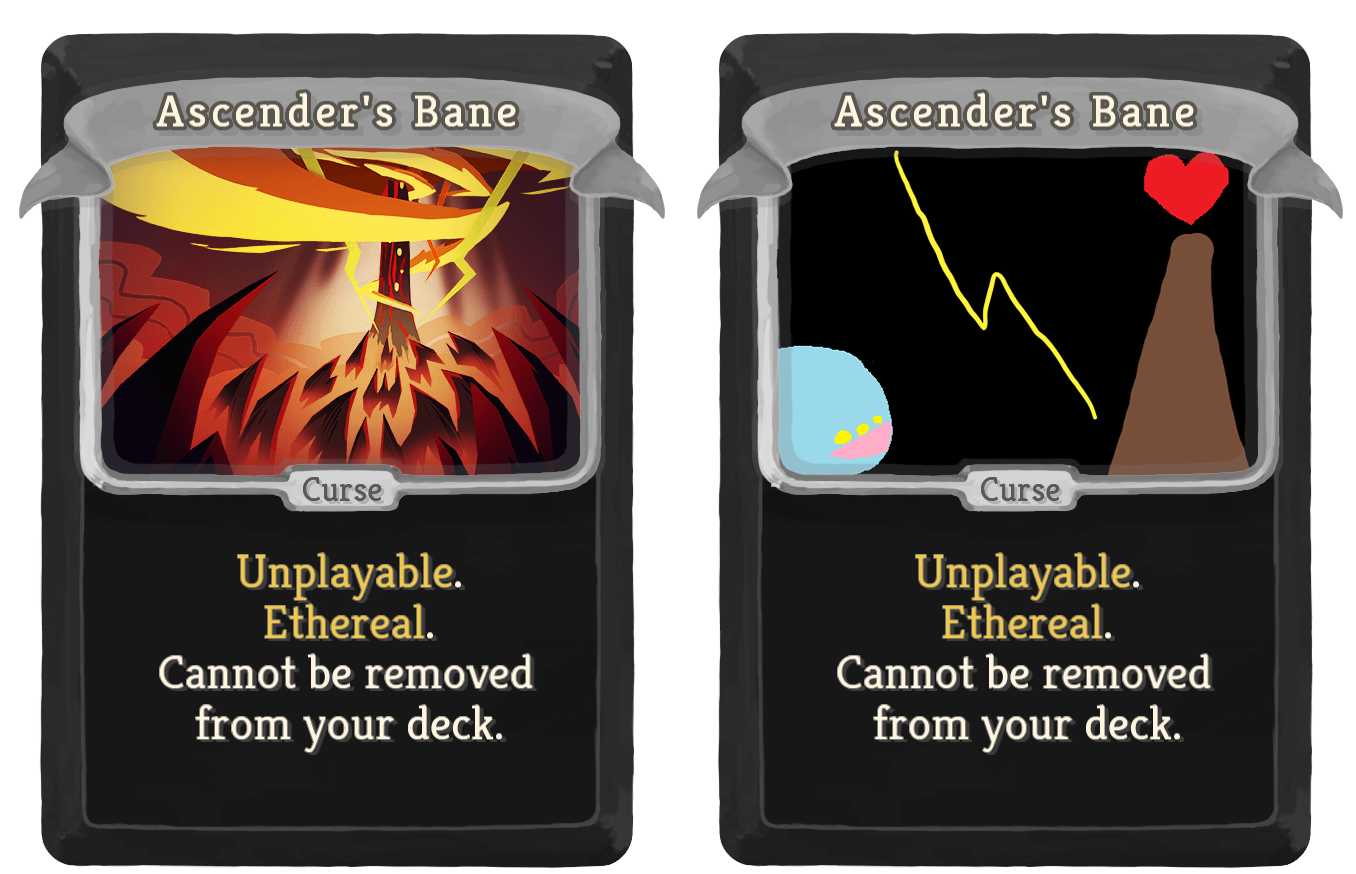 Ascender's Bane
Curse
Unplayable.
Ethereal.
Cannot be removed
from your deck.
Ascender's Bane
Curse
Unplayable.
Ethereal.
Cannot be removed
from your deck.